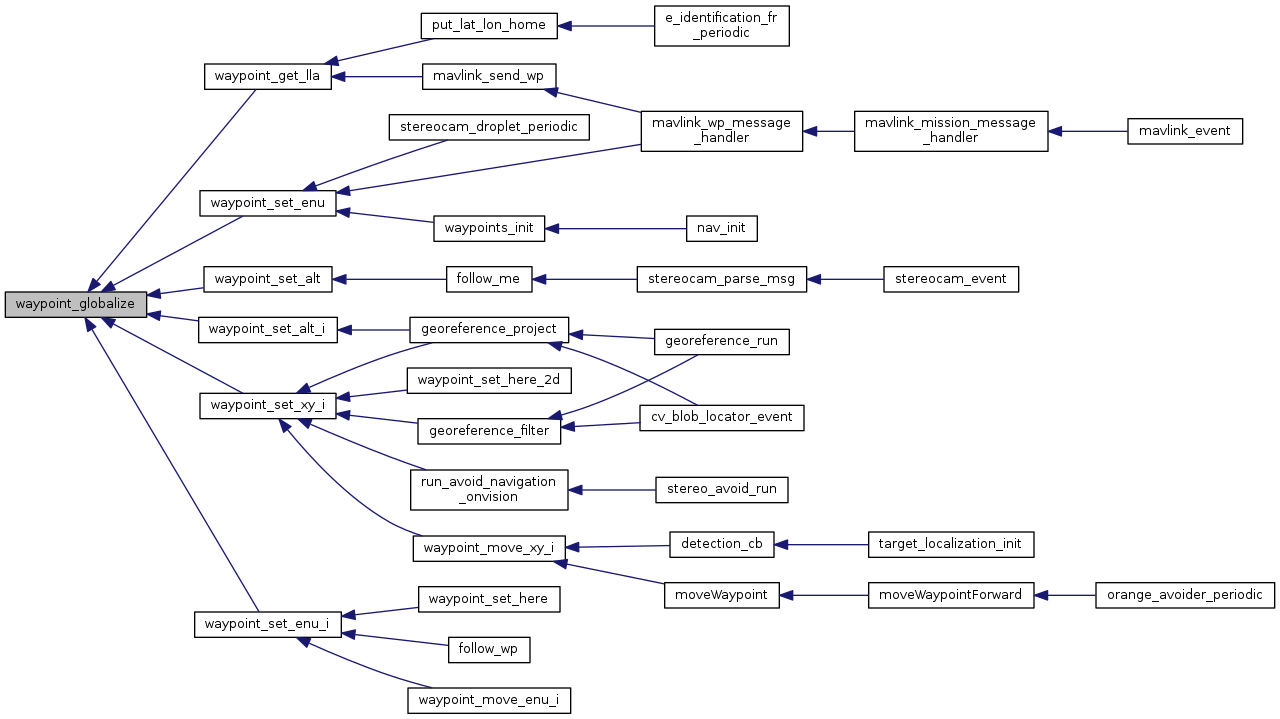 put_lat_lon_home
e_identification_fr
_periodic
waypoint_get_lla
mavlink_send_wp
stereocam_droplet_periodic
mavlink_wp_message
_handler
mavlink_mission_message
_handler
mavlink_event
waypoint_set_enu
waypoints_init
nav_init
waypoint_set_alt
follow_me
stereocam_parse_msg
stereocam_event
waypoint_globalize
waypoint_set_alt_i
georeference_project
georeference_run
waypoint_set_here_2d
waypoint_set_xy_i
cv_blob_locator_event
georeference_filter
run_avoid_navigation
_onvision
stereo_avoid_run
waypoint_move_xy_i
detection_cb
target_localization_init
moveWaypoint
moveWaypointForward
orange_avoider_periodic
waypoint_set_here
waypoint_set_enu_i
follow_wp
waypoint_move_enu_i